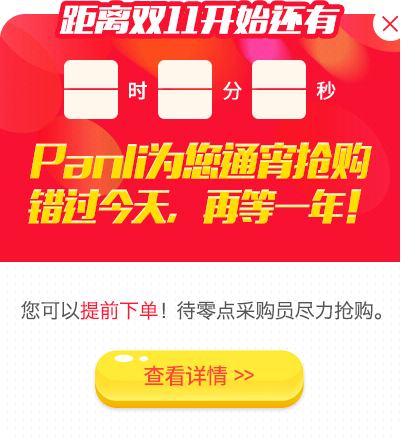 距离双11开始还有
时 分 秒
Panli为您通宵抢购
错过今天，再等一年！
您可以提前下单！待零点采购员尽力抢购。
查看详情 >>